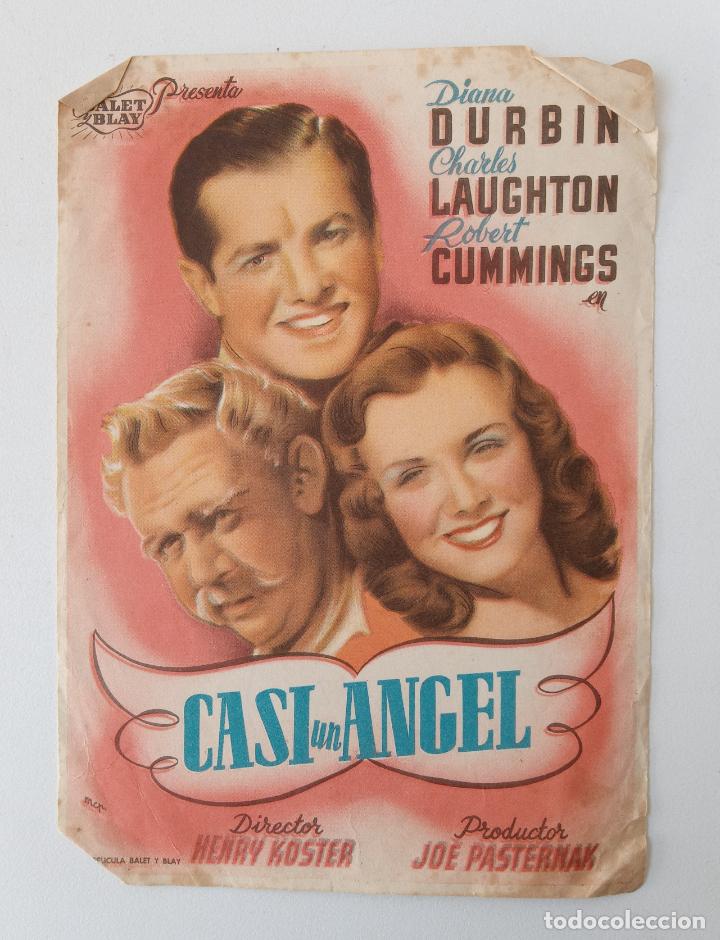 BALET Y BLAY
Presenta
Diana
DURBIN
Charles
LAUGHTON
Robert
CUMMINGS
en
CASI un ANGEL
mcp
Director
HENRY KOSTER
Productor
JOE PASTERNAK
PELICULA BALET Y BLAY
todocoleccion